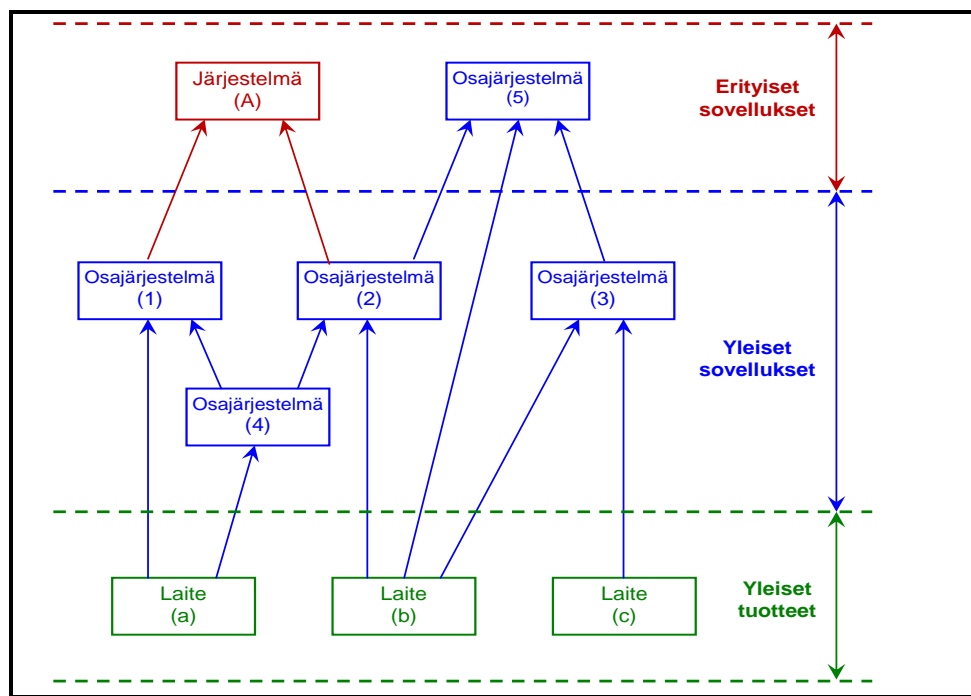 Järjestelmä
(A)
Osajärjestelmä
(5)
Erityiset
sovellukset
Osajärjestelmä
(1)
Osajärjestelmä
(2)
Osajärjestelmä
(3)
Yleiset
sovellukset
Osajärjestelmä
(4)
Laite
(a)
Laite
(b)
Laite
(c)
Yleiset
tuotteet